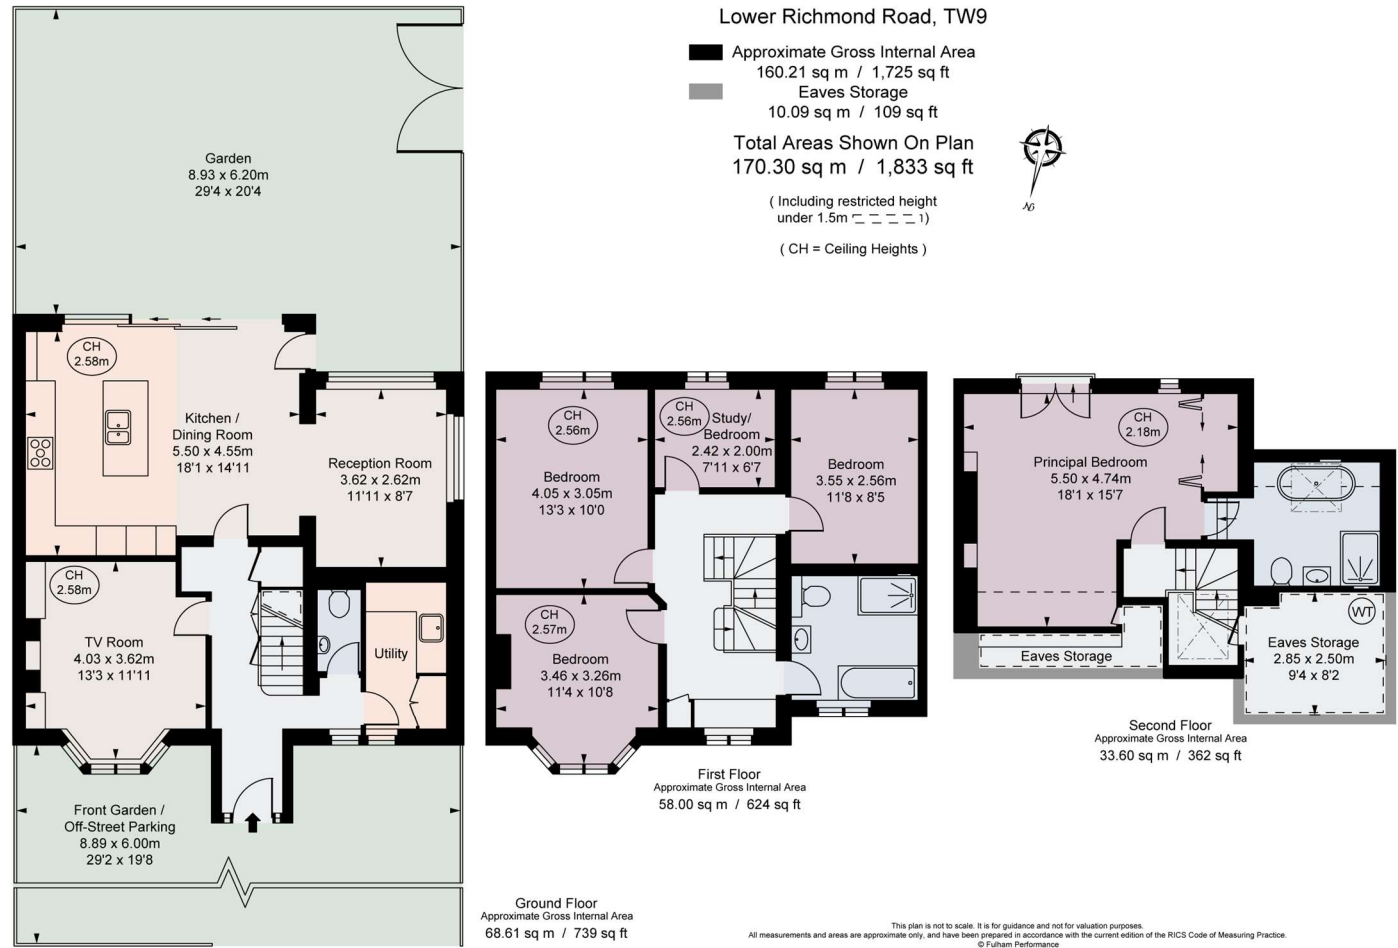 Lower Richmond Road, TW9
Approximate Gross Internal Area
160.21 sq m / 1,725 sq ft
Eaves Storage
10.09 sq m / 109 sq ft
Total Areas Shown On Plan
170.30 sq m / 1,833 sq ft
( Including restricted height
under 1.5m )
( CH = Ceiling Heights )
N
Garden
8.93 x 6.20m
29'4 x 20'4
CH
2.58m
Kitchen /
Dining Room
5.50 x 4.55m
18'1 x 14'11
Reception Room
3.62 x 2.62m
11'11 x 8'7
CH
2.58m
TV Room
4.03 x 3.62m
13'3 x 11'11
Utility
Front Garden /
Off-Street Parking
8.89 x 6.00m
29'2 x 19'8
Ground Floor
Approximate Gross Internal Area
68.61 sq m / 739 sq ft
CH
2.56m
Bedroom
4.05 x 3.05m
13'3 x 10'0
CH
2.56m
Study/
Bedroom
2.42 x 2.00m
7'11 x 6'7
Bedroom
3.55 x 2.56m
11'8 x 8'5
CH
2.57m
Bedroom
3.46 x 3.26m
11'4 x 10'8
First Floor
Approximate Gross Internal Area
58.00 sq m / 624 sq ft
CH
2.18m
Principal Bedroom
5.50 x 4.74m
18'1 x 15'7
Eaves Storage
WT
Eaves Storage
2.85 x 2.50m
9'4 x 8'2
Second Floor
Approximate Gross Internal Area
33.60 sq m / 362 sq ft
This plan is not to scale. It is for guidance and not for valuation purposes.
All measurements and areas are approximate only, and have been prepared in accordance with the current edition of the RICS Code of Measuring Practice.
© Fulham Performance